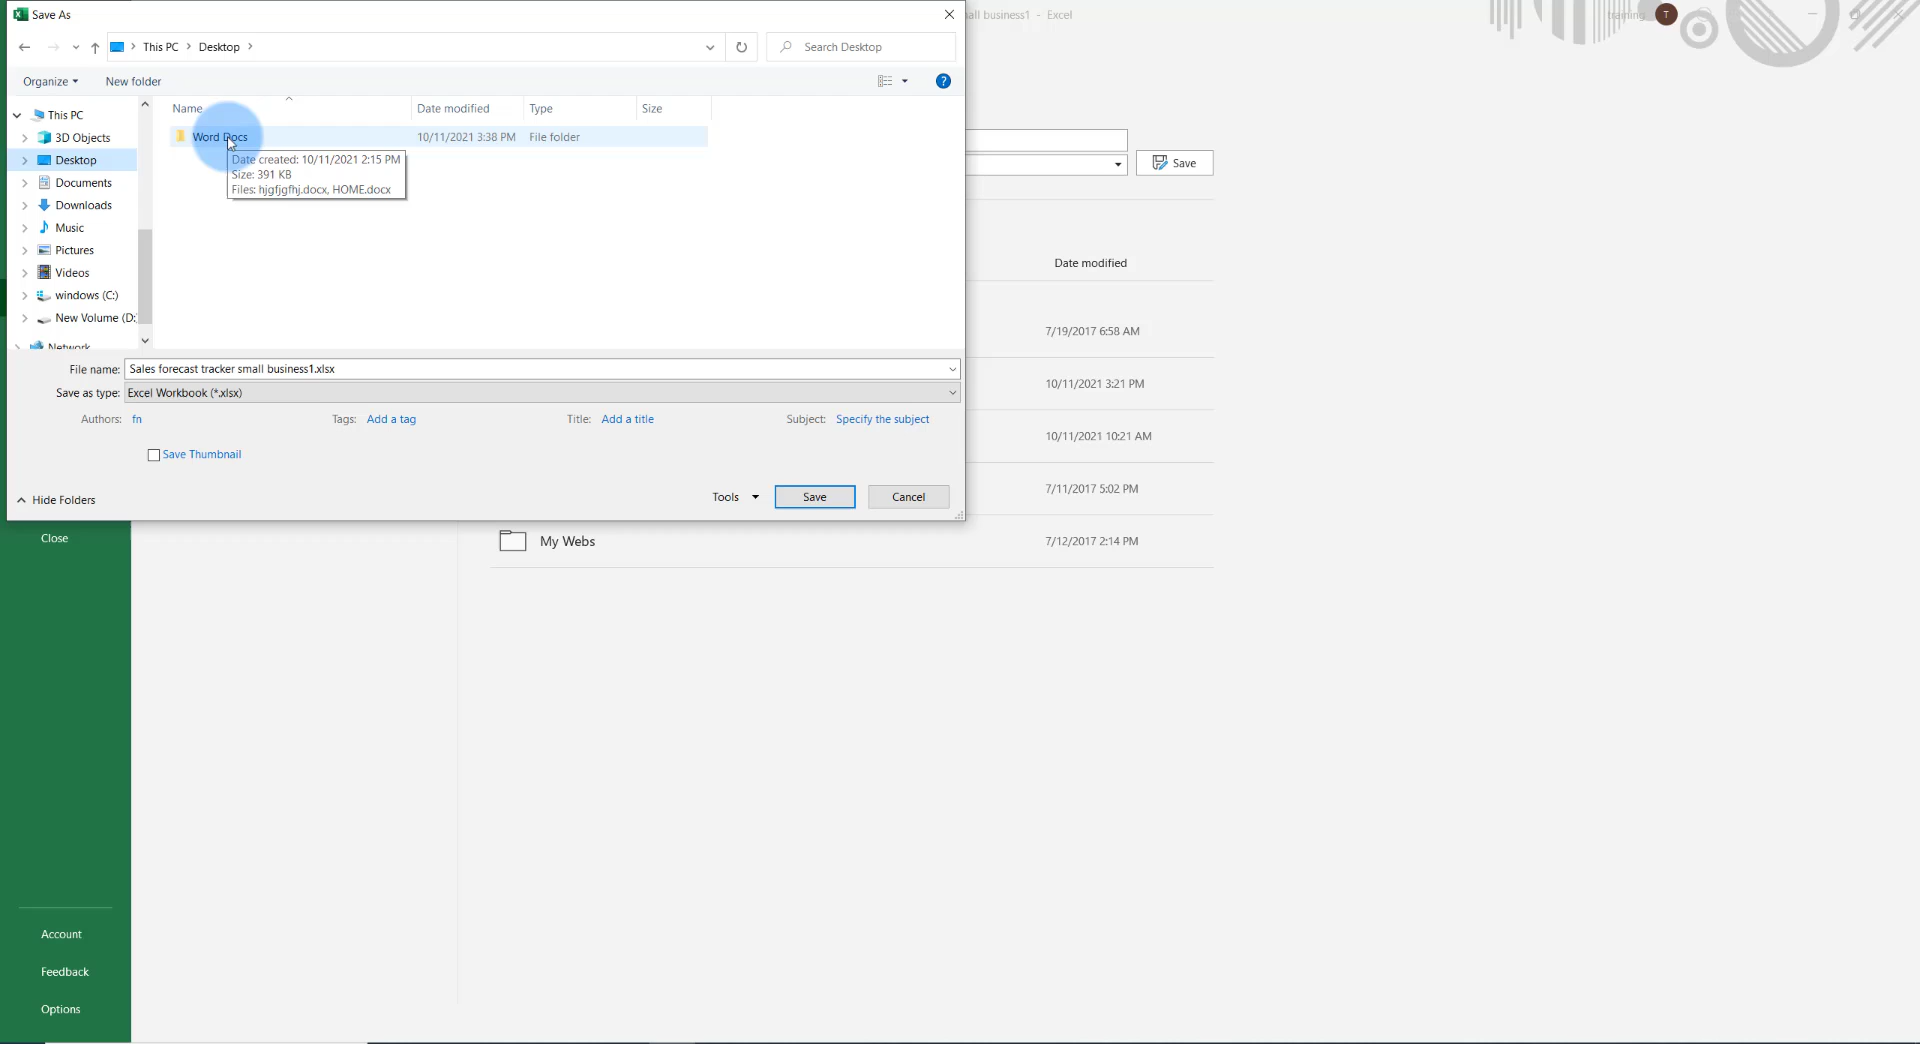 Save As
all business1 - Excel
training
T
This PC
Desktop
Search Desktop
Organize
New folder
?
Name
Date modified
Type
Size
This PC
3D Objects
Desktop
Documents
Downloads
Music
Pictures
Videos
windows (C:)
New Volume (D:
Network
Word Docs
10/11/2021 3:38 PM
File folder
Date created: 10/11/2021 2:15 PM
Size: 391 KB
Files: hjgfjgfhj.docx, HOME.docx
File name:
Sales forecast tracker small business1.xlsx
Save as type:
Excel Workbook (*.xlsx)
Authors: fn
Tags: Add a tag
Title: Add a title
Subject: Specify the subject
Save Thumbnail
Hide Folders
Tools
Save
Cancel
Save
Date modified
7/19/2017 6:58 AM
10/11/2021 3:21 PM
10/11/2021 10:21 AM
7/11/2017 5:02 PM
My Webs
7/12/2017 2:14 PM
Close
Account
Feedback
Options